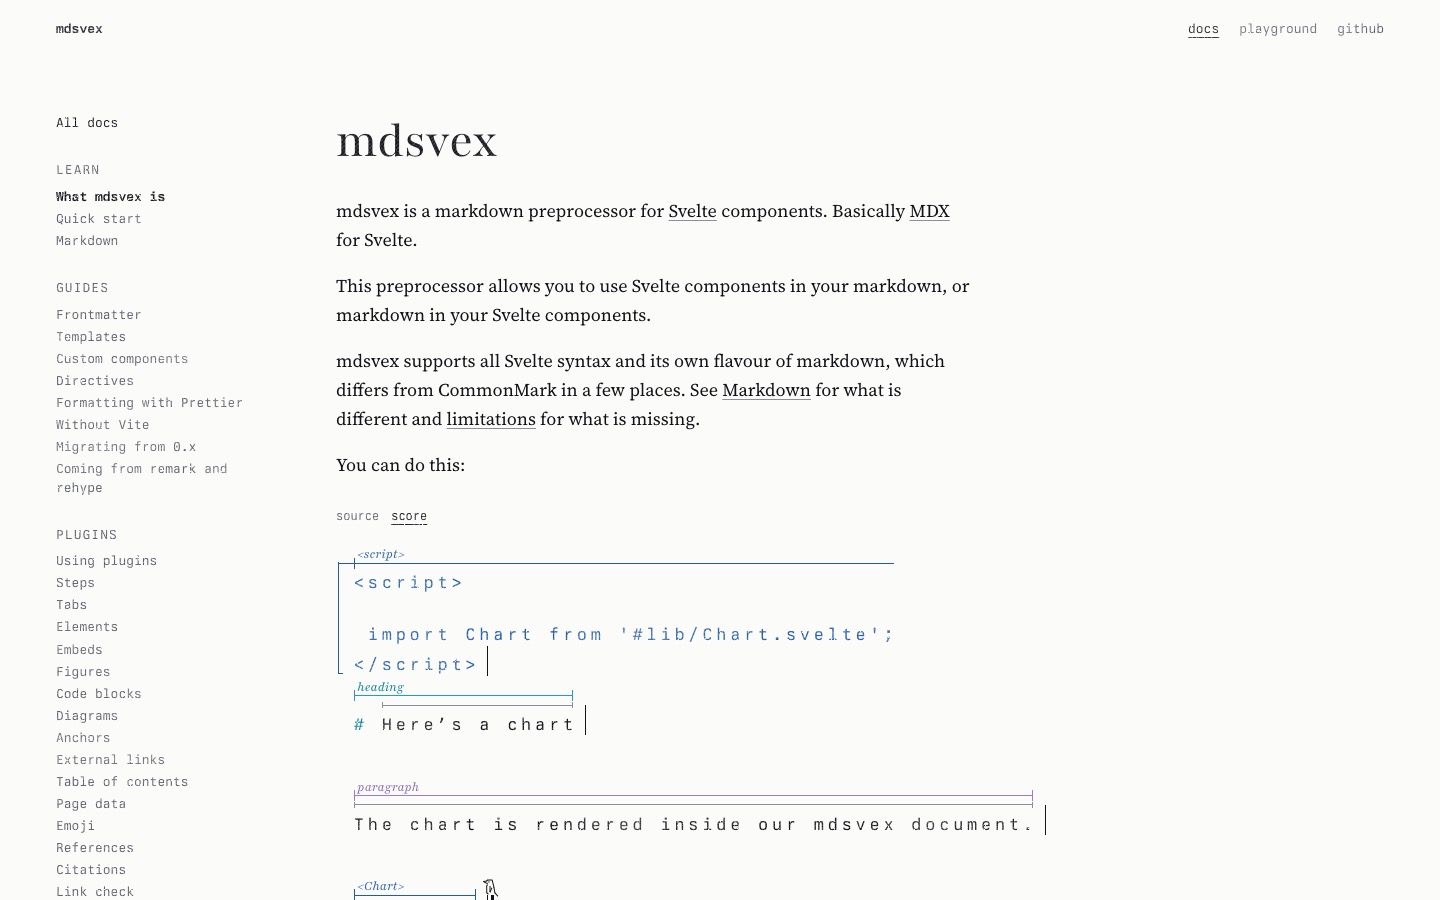 mdsvex
docs playground github
All docs
LEARN
What mdsvex is
Quick start
Markdown
GUIDES
Frontmatter
Templates
Custom components
Directives
Formatting with Prettier
Without Vite
Migrating from 0.x
Coming from remark and
rehype
PLUGINS
Using plugins
Steps
Tabs
Elements
Embeds
Figures
Code blocks
Diagrams
Anchors
External links
Table of contents
Page data
Emoji
References
Citations
Link check
mdsvex
mdsvex is a markdown preprocessor for Svelte components. Basically MDX
for Svelte.
This preprocessor allows you to use Svelte components in your markdown, or
markdown in your Svelte components.
mdsvex supports all Svelte syntax and its own flavour of markdown, which
differs from CommonMark in a few places. See Markdown for what is
different and limitations for what is missing.
You can do this:
source score
<script>
<script>
import Chart from '#lib/Chart.svelte';
</script>
heading
# Here’s a chart
paragraph
The chart is rendered inside our mdsvex document.
<Chart>